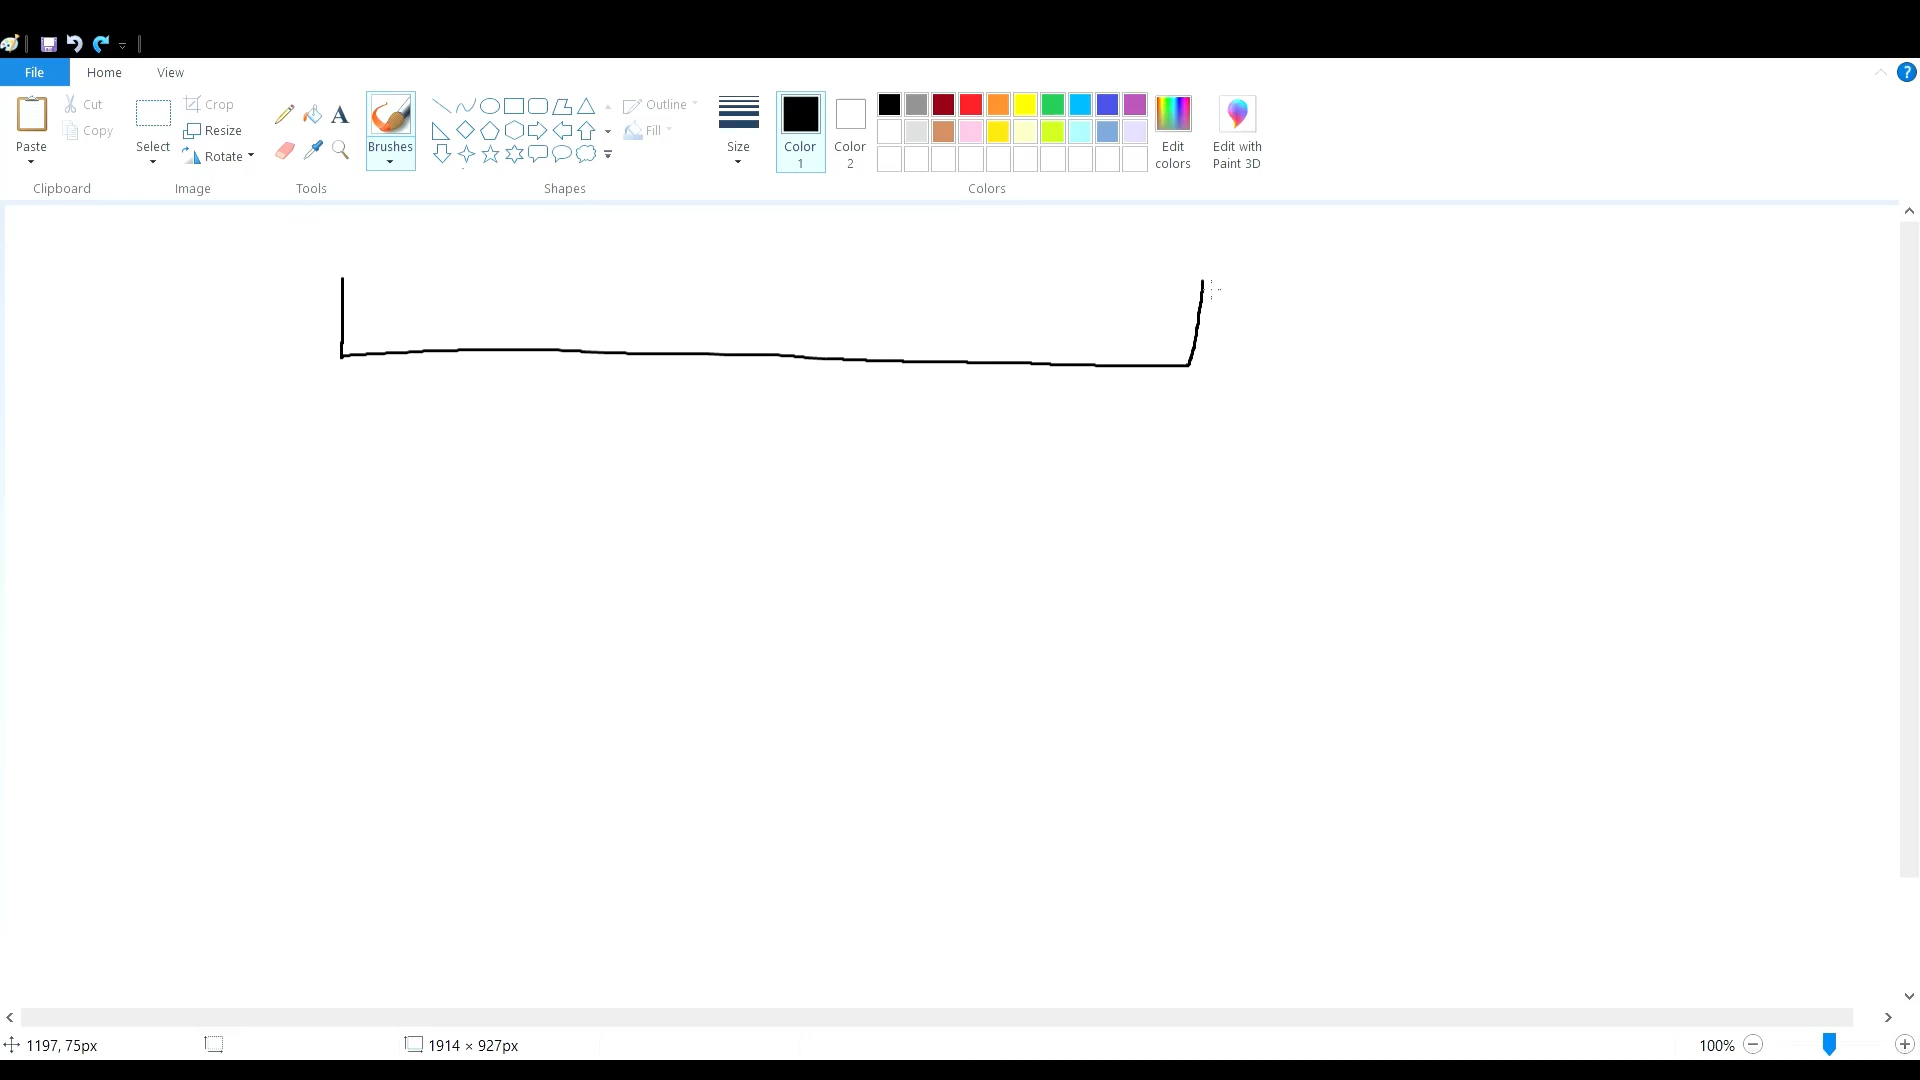 File Home View ?
Paste Cut Copy
Select Crop Resize Rotate
A
Brushes
Outline Fill
Size
Color 1 Color 2
Edit colors
Edit with Paint 3D
Clipboard Image Tools Shapes Colors
1197, 75px 1914 × 927px 100%